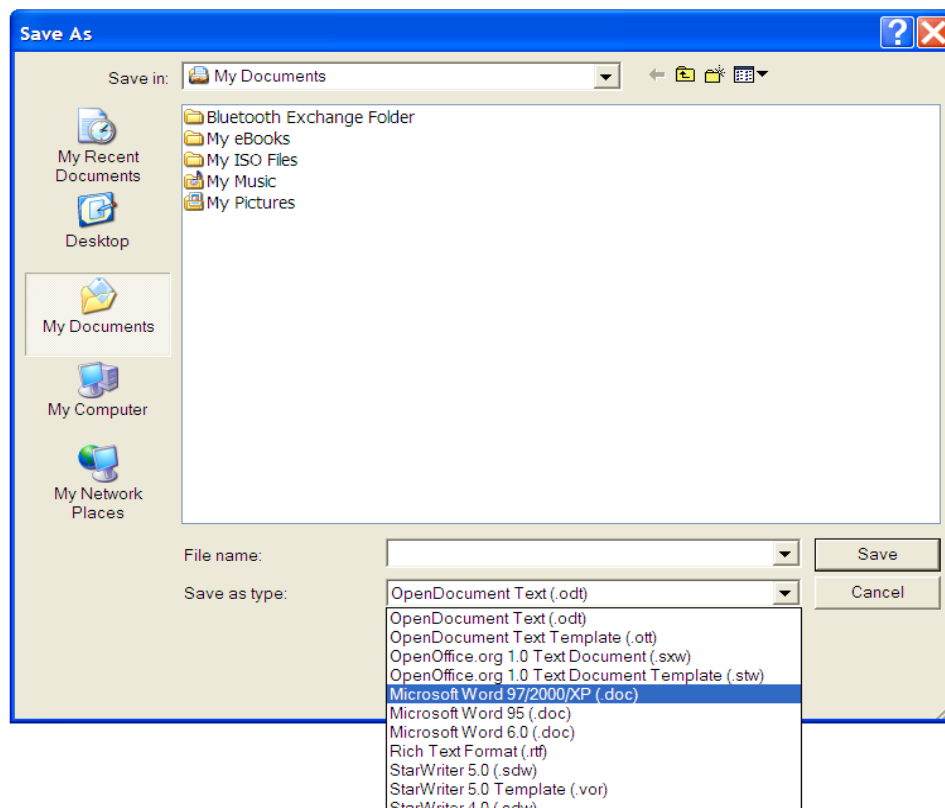 Save As
Save in:
My Documents
Bluetooth Exchange Folder
My eBooks
My ISO Files
My Music
My Pictures
My Recent
Documents
Desktop
My Documents
My Computer
My Network
Places
File name:
Save
Save as type:
OpenDocument Text (.odt)
Cancel
OpenDocument Text (.odt)
OpenDocument Text Template (.ott)
OpenOffice.org 1.0 Text Document (.sxw)
OpenOffice.org 1.0 Text Document Template (.stw)
Microsoft Word 97/2000/XP (.doc)
Microsoft Word 95 (.doc)
Microsoft Word 6.0 (.doc)
Rich Text Format (.rtf)
StarWriter 5.0 (.sdw)
StarWriter 5.0 Template (.vor)
StarWriter 4.0 (.sdw)